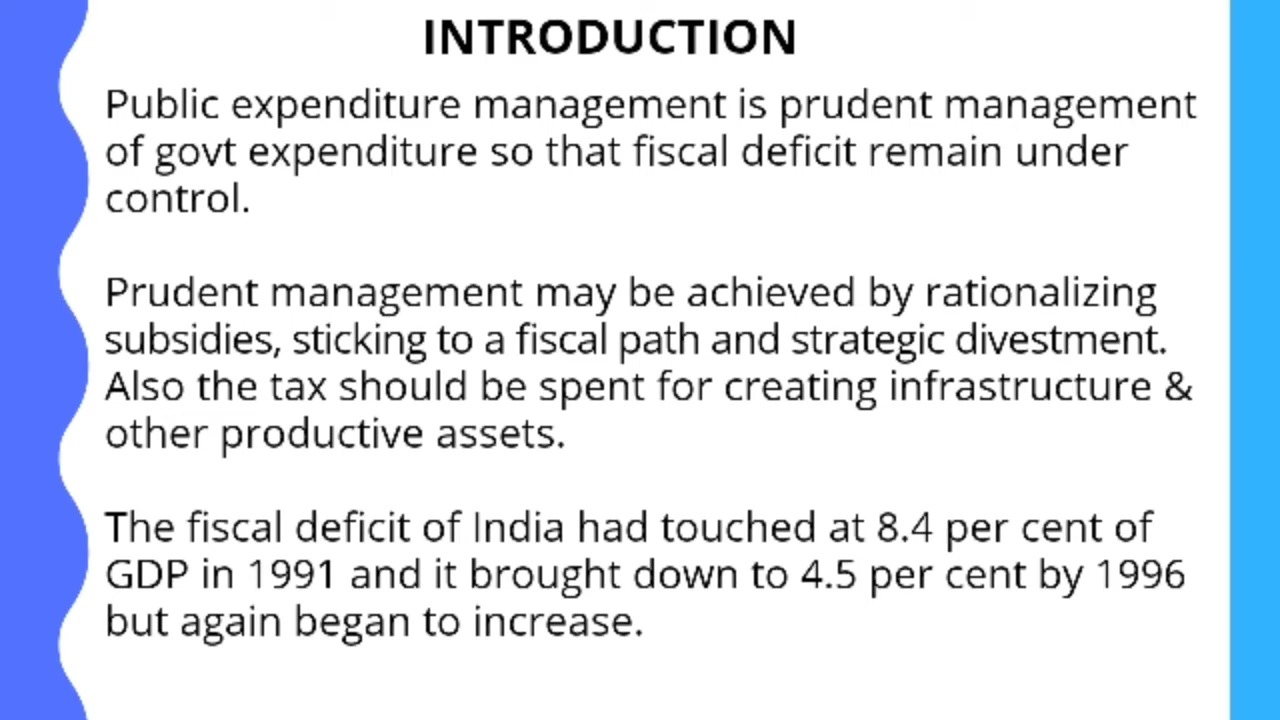 INTRODUCTION
Public expenditure management is prudent management
of govt expenditure so that fiscal deficit remain under
control.
Prudent management may be achieved by rationalizing
subsidies, sticking to a fiscal path and strategic divestment.
Also the tax should be spent for creating infrastructure &
other productive assets.
The fiscal deficit of India had touched at 8.4 per cent of
GDP in 1991 and it brought down to 4.5 per cent by 1996
but again began to increase.